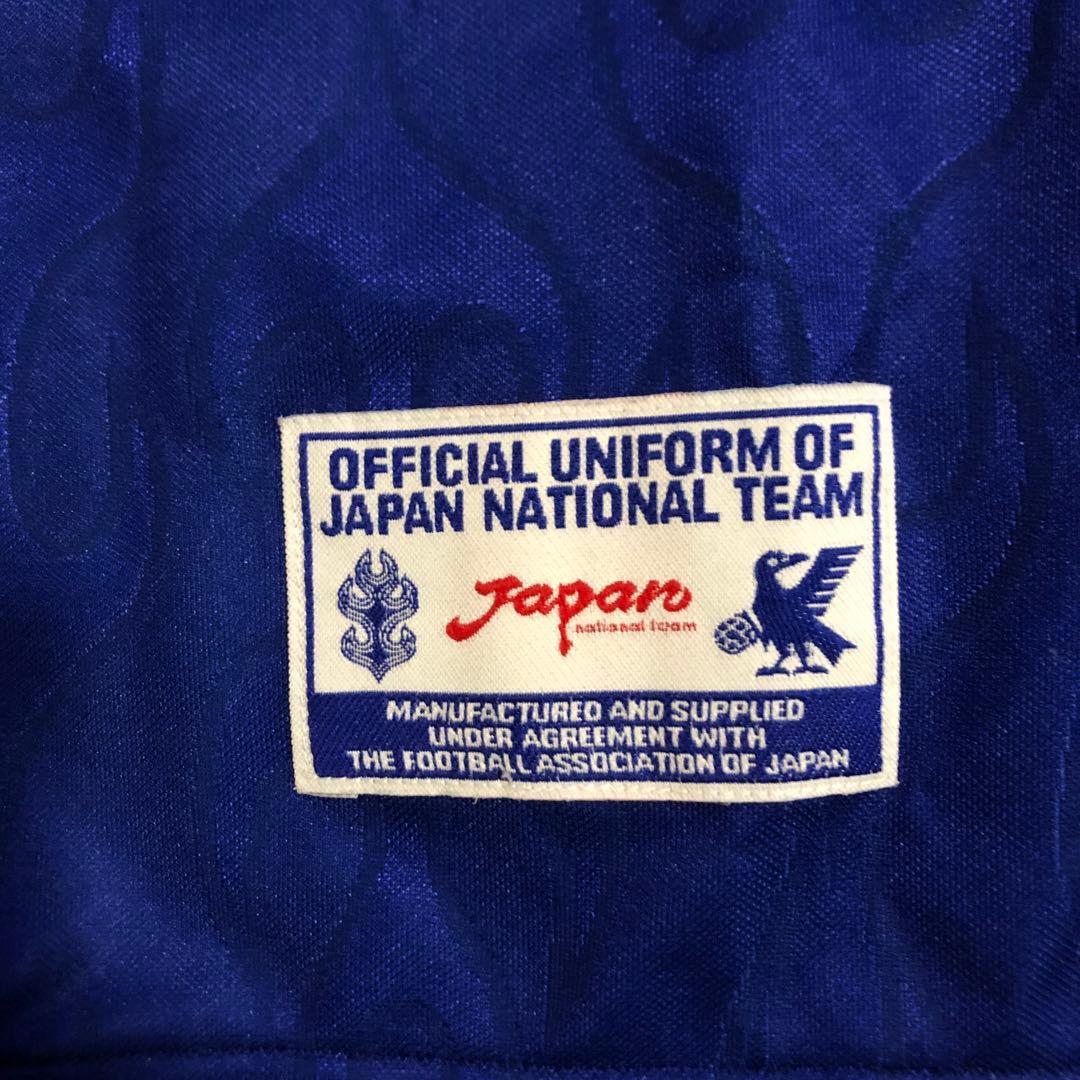 OFFICIAL UNIFORM OF
JAPAN NATIONAL TEAM
Japan
national team
MANUFACTURED AND SUPPLIED
UNDER AGREEMENT WITH
THE FOOTBALL ASSOCIATION OF JAPAN